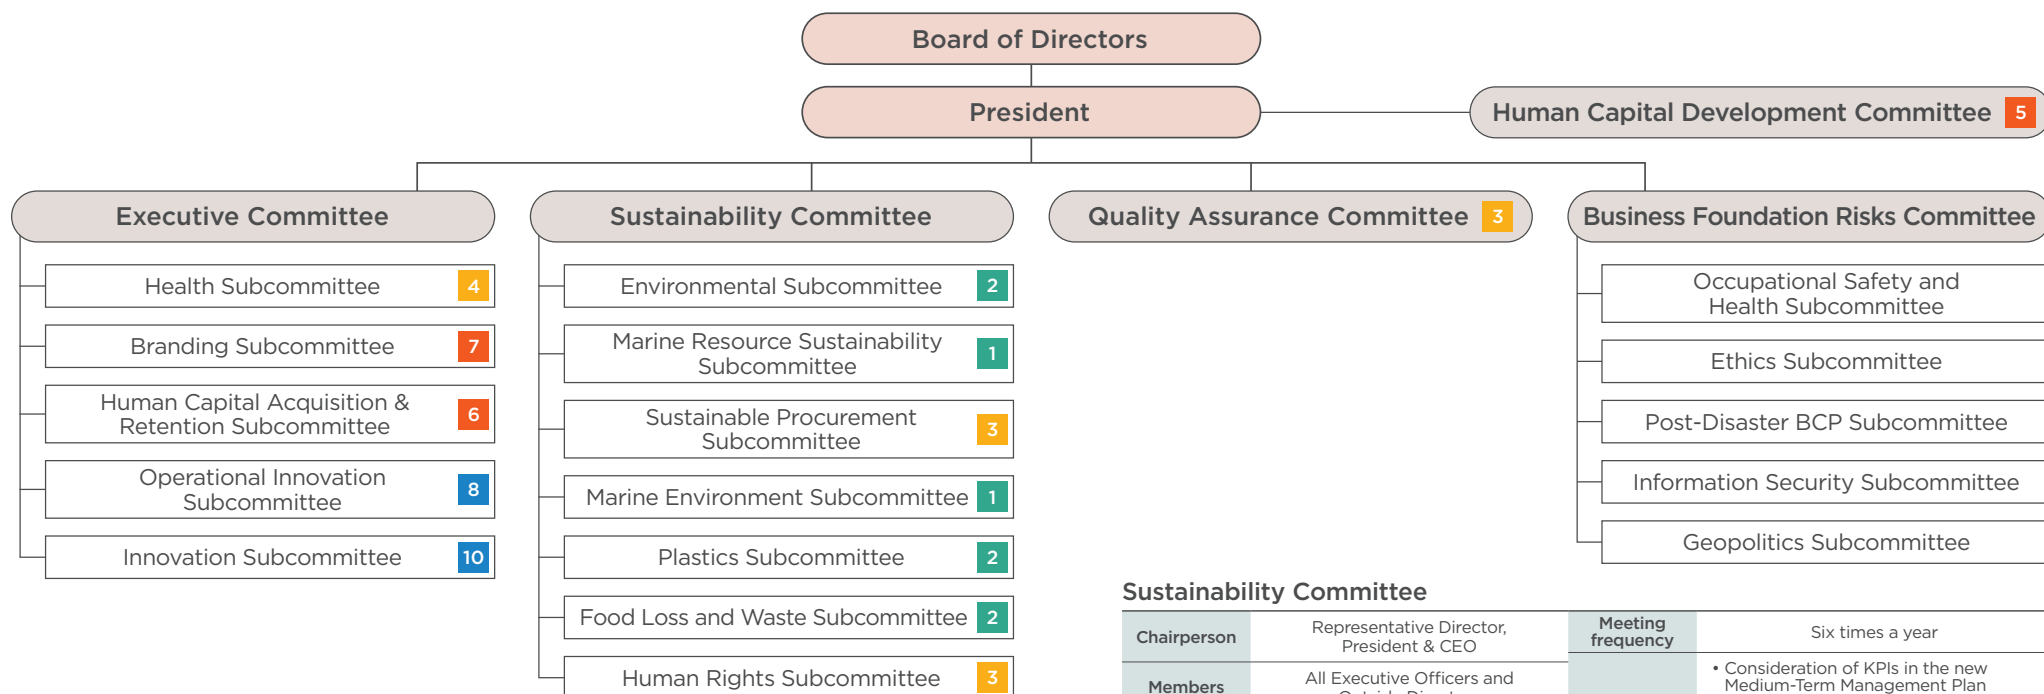 Board of Directors
President
Human Capital Development Committee 5
Executive Committee
Health Subcommittee 4
Branding Subcommittee 7
Human Capital Acquisition &
Retention Subcommittee 6
Operational Innovation
Subcommittee 8
Innovation Subcommittee 10
Sustainability Committee
Environmental Subcommittee 2
Marine Resource Sustainability
Subcommittee 1
Sustainable Procurement
Subcommittee 3
Marine Environment Subcommittee 1
Plastics Subcommittee 2
Food Loss and Waste Subcommittee 2
Human Rights Subcommittee 3
Quality Assurance Committee 3
Business Foundation Risks Committee
Occupational Safety and
Health Subcommittee
Ethics Subcommittee
Post-Disaster BCP Subcommittee
Information Security Subcommittee
Geopolitics Subcommittee
Sustainability Committee
Chairperson
Representative Director,
President & CEO
Meeting
frequency
Six times a year
Members
All Executive Officers and
• Consideration of KPIs in the new
Medium-Term Management Plan